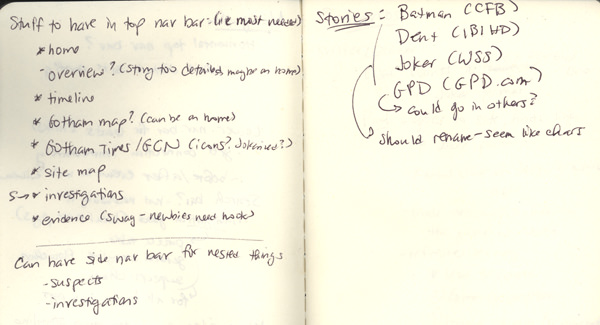 Stuff to have in top nav bar: (ie most needed)
* home
- overview? (story too detailed, maybe on home)
* timeline
* Gotham map? (can be on home)
* Gotham Times/GCN (icons? Jokerized?)
* site map
S→* investigations
* evidence (swag - newbies need hook)
Can have side nav bar for nested things
- suspects
- investigations
Stories: Batman (CFB)
Dent (IBIHD)
Joker (WSS)
GPD (GPD.com)
↳ could go in others?
→ should rename - seem like chars